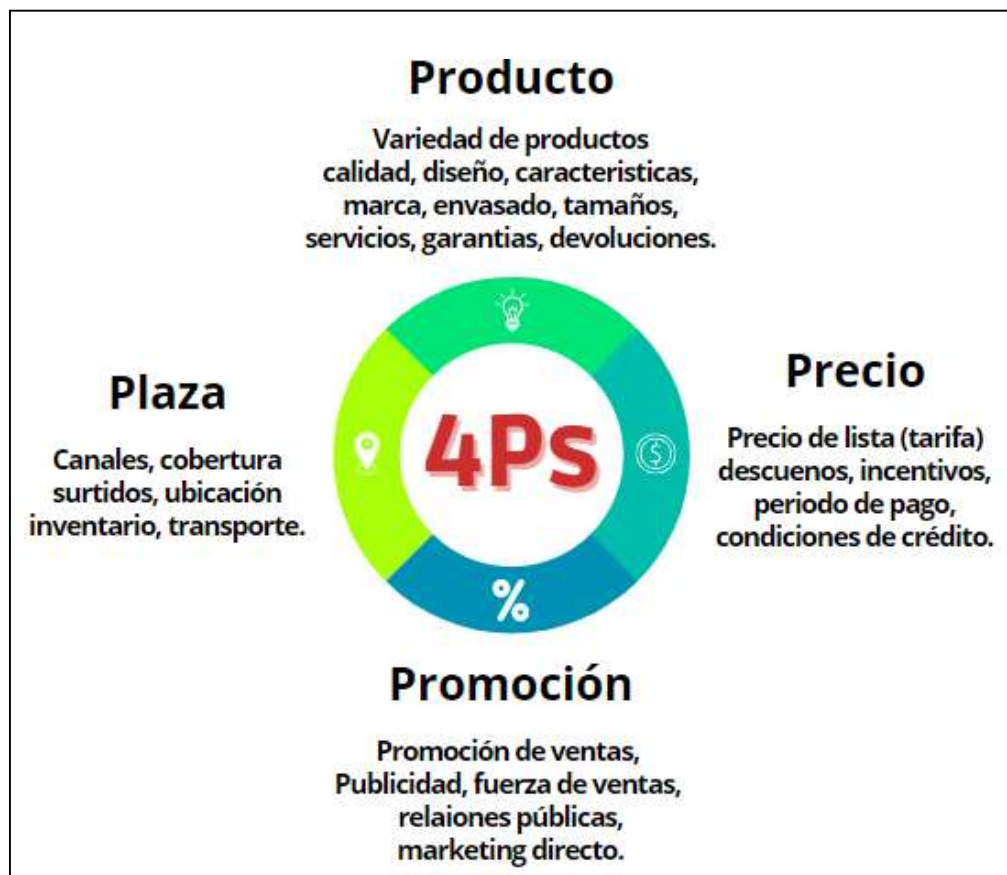 Producto
Variedad de productos
calidad, diseño, caracteristicas,
marca, envasado, tamaños,
servicios, garantias, devoluciones.
Plaza
Canales, cobertura
surtidos, ubicación
inventario, transporte.
4Ps
$
Precio
Precio de lista (tarifa)
descuenos, incentivos,
periodo de pago,
condiciones de crédito.
%
Promoción
Promoción de ventas,
Publicidad, fuerza de ventas,
relaiones públicas,
marketing directo.